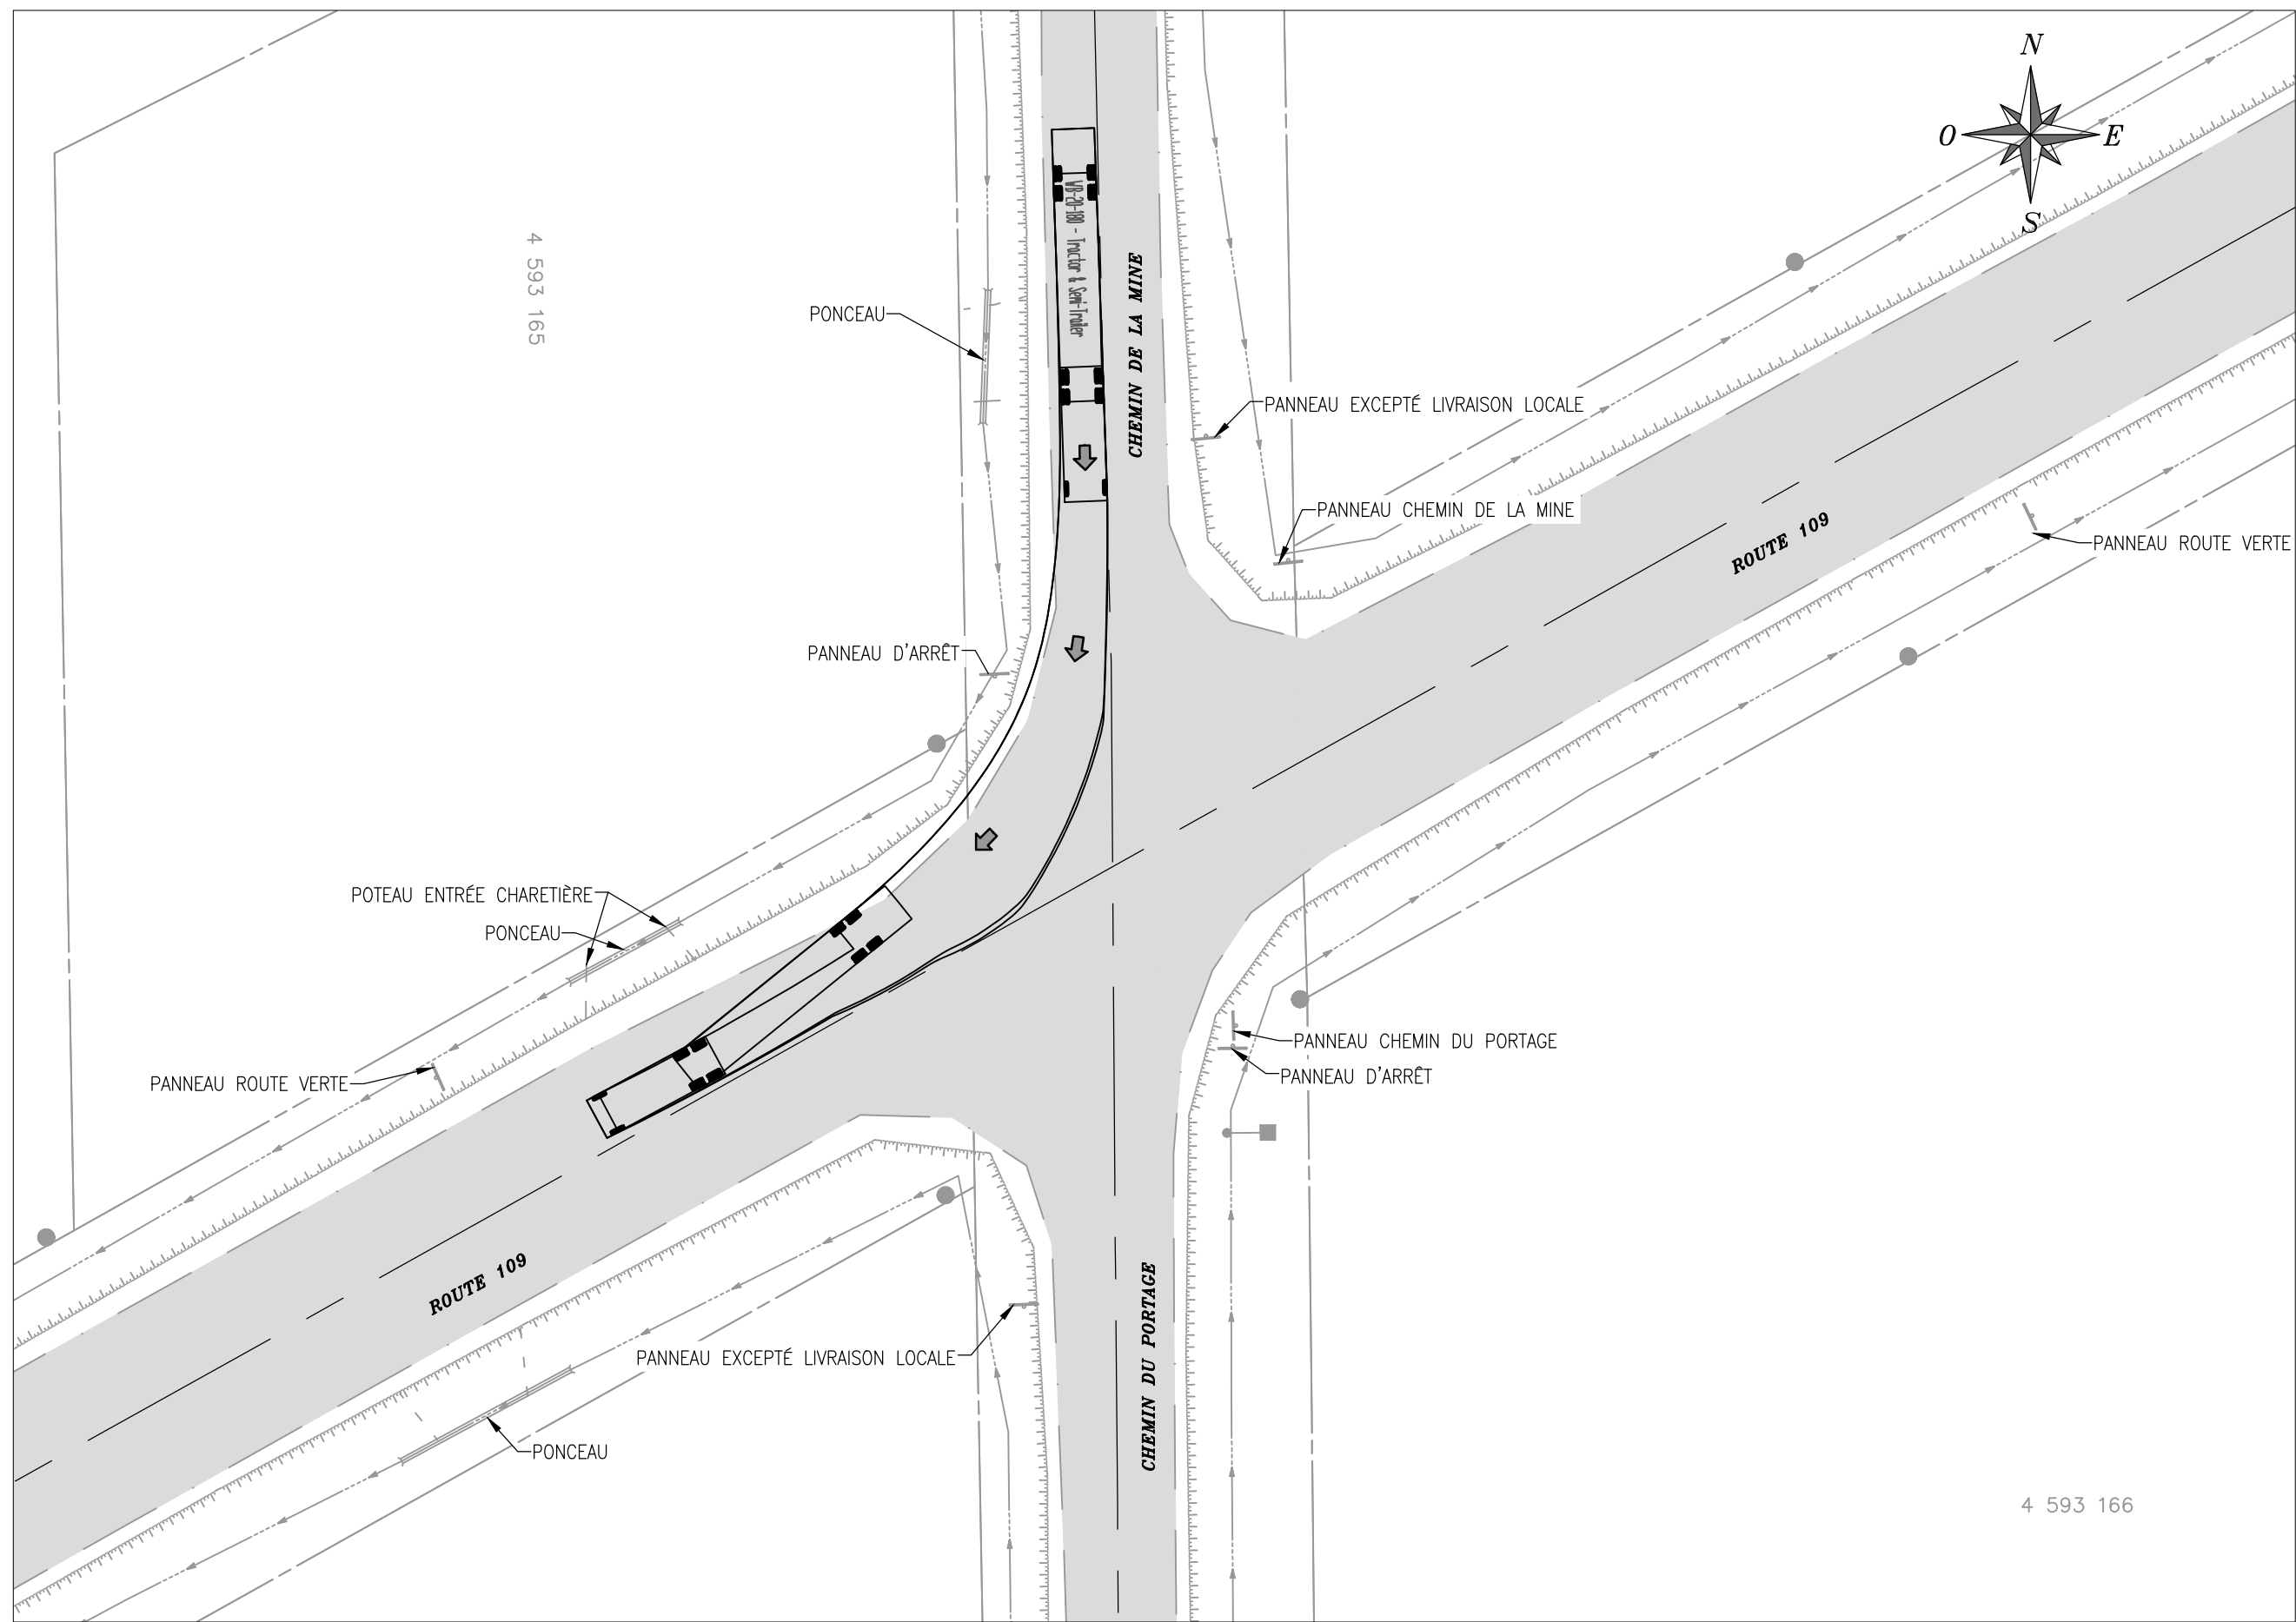 N
O
E
S
4 593 165
WB-20-180 - Tractor & Semi-Trailer
CHEMIN DE LA MINE
PONCEAU
PANNEAU EXCEPTÉ LIVRAISON LOCALE
PANNEAU CHEMIN DE LA MINE
ROUTE 109
PANNEAU ROUTE VERTE
PANNEAU D'ARRÊT
POTEAU ENTRÉE CHARETIÈRE
PONCEAU
PANNEAU ROUTE VERTE
PANNEAU CHEMIN DU PORTAGE
PANNEAU D'ARRÊT
ROUTE 109
PANNEAU EXCEPTÉ LIVRAISON LOCALE
CHEMIN DU PORTAGE
PONCEAU
4 593 166